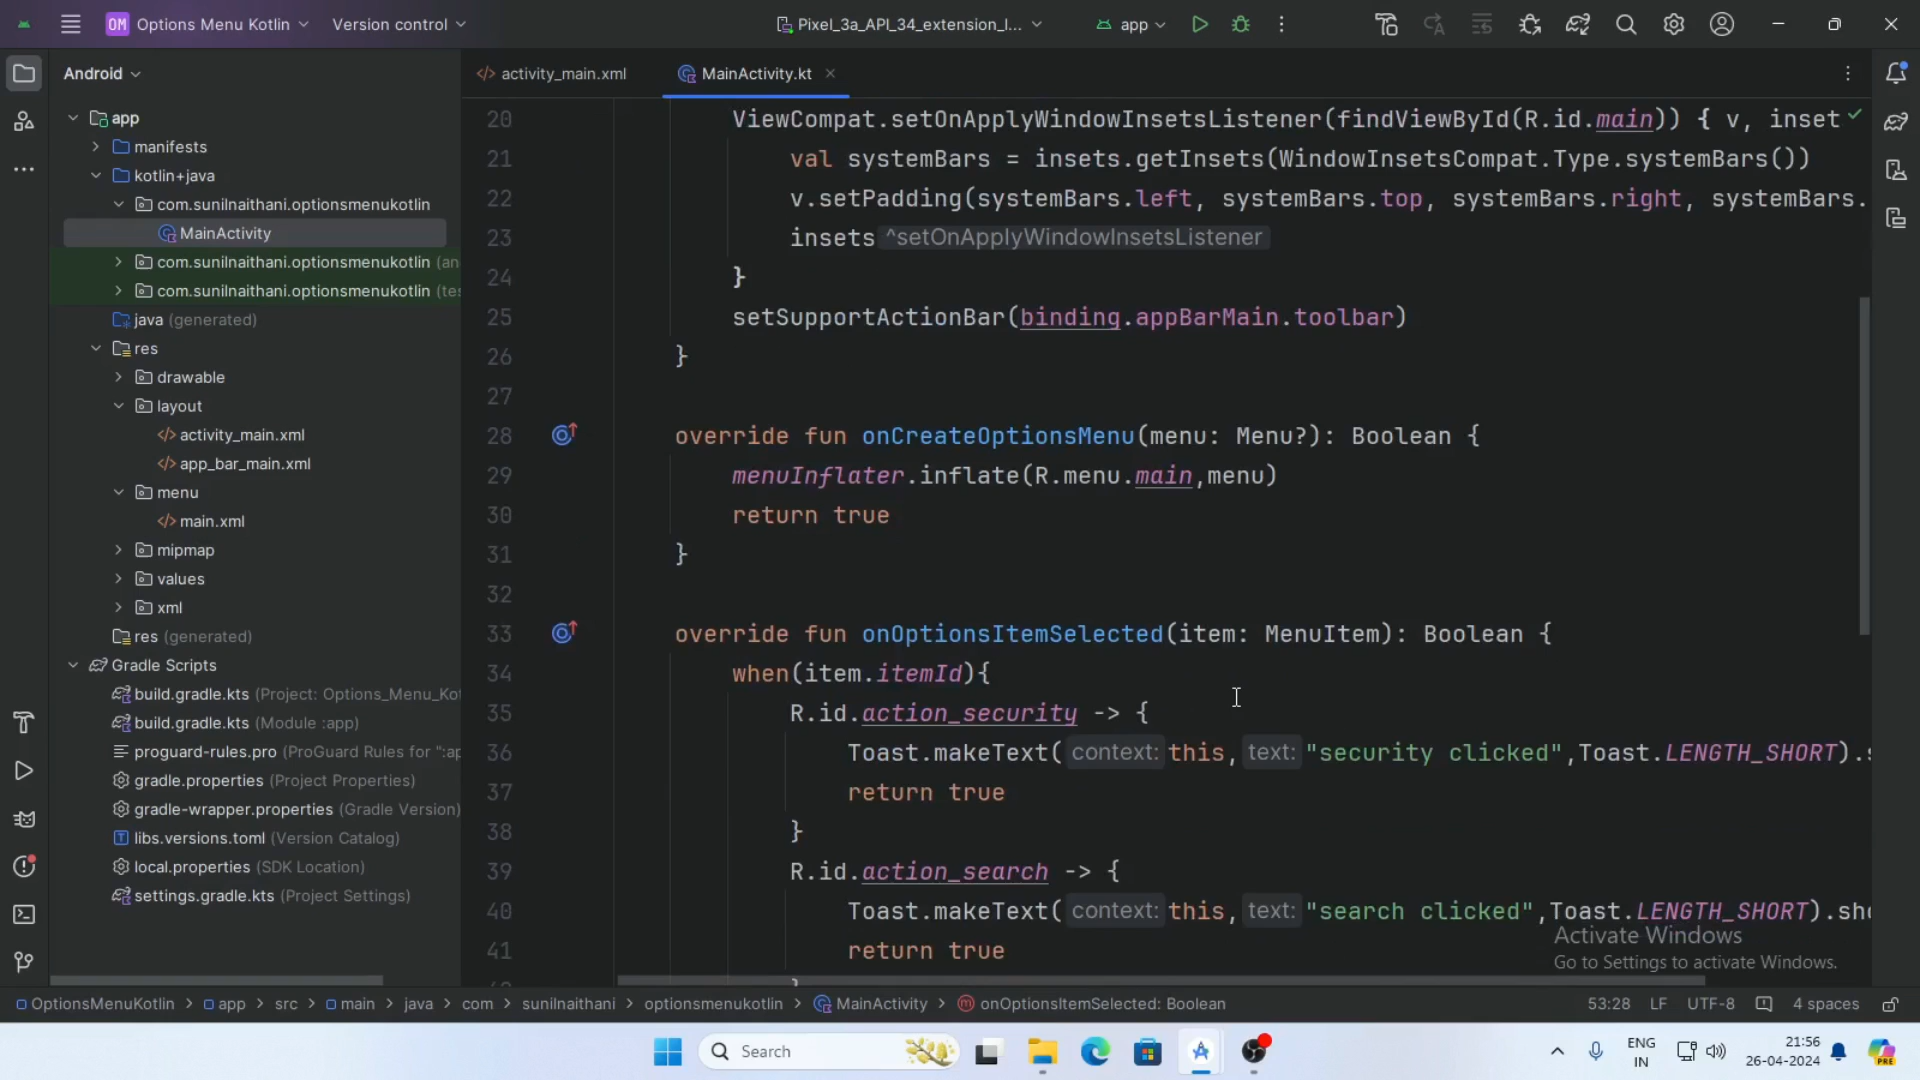 OM Options Menu Kotlin Version control Pixel_3a_API_34_extension_l... app
Android
activity_main.xml MainActivity.kt
app
manifests
kotlin+java
com.sunilnaithani.optionsmenukotlin
MainActivity
com.sunilnaithani.optionsmenukotlin (an
com.sunilnaithani.optionsmenukotlin (tes
java (generated)
res
drawable
layout
activity_main.xml
app_bar_main.xml
menu
main.xml
mipmap
values
xml
res (generated)
Gradle Scripts
build.gradle.kts (Project: Options_Menu_Kot
build.gradle.kts (Module :app)
proguard-rules.pro (ProGuard Rules for ":ap
gradle.properties (Project Properties)
gradle-wrapper.properties (Gradle Version)
libs.versions.toml (Version Catalog)
local.properties (SDK Location)
settings.gradle.kts (Project Settings)
20 ViewCompat.setOnApplyWindowInsetsListener(findViewById(R.id.main)) { v, inset
21 val systemBars = insets.getInsets(WindowInsetsCompat.Type.systemBars())
22 v.setPadding(systemBars.left, systemBars.top, systemBars.right, systemBars.
23 insets ^setOnApplyWindowInsetsListener
24 }
25 setSupportActionBar(binding.appBarMain.toolbar)
26 }
27
28 override fun onCreateOptionsMenu(menu: Menu?): Boolean {
29 menuInflater.inflate(R.menu.main,menu)
30 return true
31 }
32
33 override fun onOptionsItemSelected(item: MenuItem): Boolean {
34 when(item.itemId){
35 R.id.action_security -> {
36 Toast.makeText( context: this, text: "security clicked",Toast.LENGTH_SHORT).s
37 return true
38 }
39 R.id.action_search -> {
40 Toast.makeText( context: this, text: "search clicked",Toast.LENGTH_SHORT).sho
41 return true
Activate Windows
Go to Settings to activate Windows.
OptionsMenuKotlin > app > src > main > java > com > sunilnaithani > optionsmenukotlin > MainActivity > onOptionsItemSelected: Boolean 53:28 LF UTF-8 4 spaces
Search
ENG
IN
21:56
26-04-2024
PRE